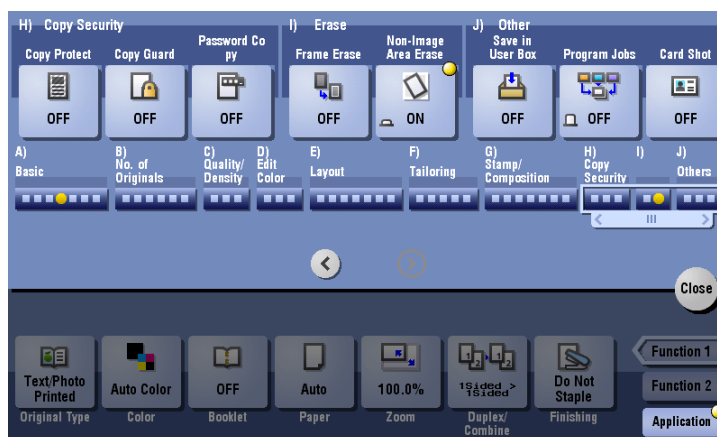 H) Copy Security
I) Erase
J) Other
Copy Protect
Copy Guard
Password Co
py
Frame Erase
Non-Image
Area Erase
Save in
User Box
Program Jobs
Card Shot
OFF
OFF
OFF
OFF
ON
OFF
OFF
OFF
A)
Basic
B)
No. of
Originals
C)
Quality/
Density
D)
Edit
Color
E)
Layout
F)
Tailoring
G)
Stamp/
Composition
H)
Copy
Security
I)
J)
Others
Close
Text/Photo
Printed
Auto Color
OFF
Auto
100.0%
1Sided >
1Sided
Do Not
Staple
Original Type
Color
Booklet
Paper
Zoom
Duplex/
Combine
Finishing
Function 1
Function 2
Application